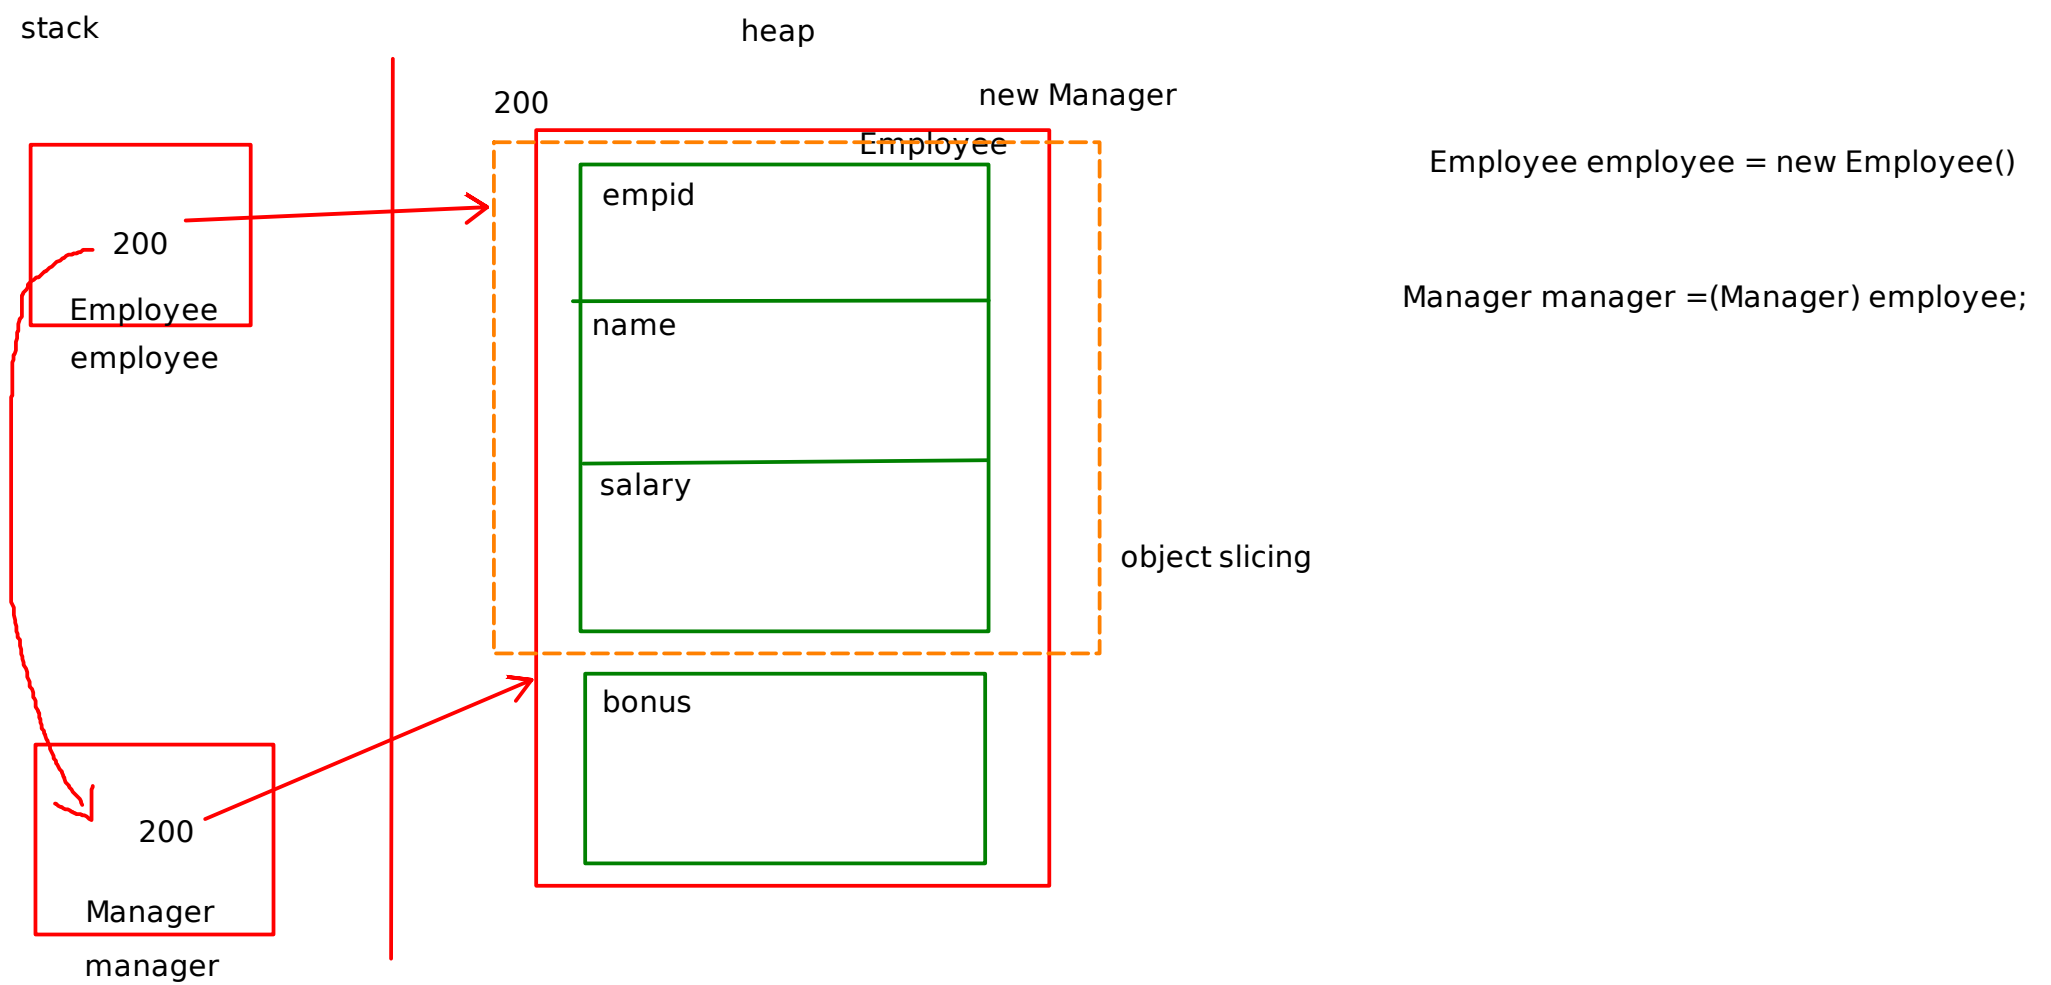 stack
heap
200
new Manager
Employee
Employee employee = new Employee()
empid
200
Manager manager =(Manager) employee;
Employee
name
employee
salary
object slicing
bonus
200
Manager
manager